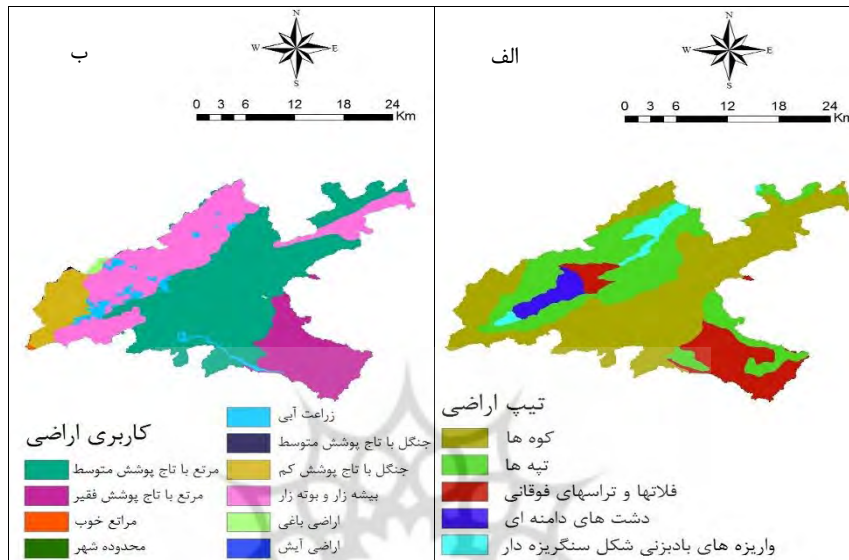 الف
N
W E
S
0 3 6 12 18 24
Km
تیپ اراضی
کوه ها
تپه ها
فلاتها و تراسهای فوقانی
دشت های دامنه ای
واریزه های بادبزنی شکل سنگریزه دار
ب
N
W E
S
0 3 6 12 18 24
Km
کاربری اراضی
مرتع با تاج پوشش متوسط
مرتع با تاج پوشش فقیر
مراتع خوب
محدوده شهر
زراعت آبی
جنگل با تاج پوشش متوسط
جنگل با تاج پوشش کم
بیشه زار و بوته زار
اراضی باغی
اراضی آیش